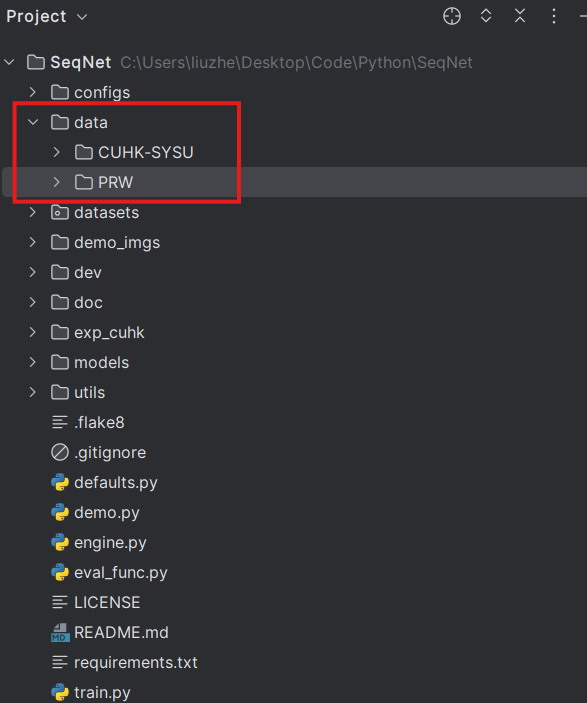 Project
SeqNet C:\Users\liuzhe\Desktop\Code\Python\SeqNet
configs
data
CUHK-SYSU
PRW
datasets
demo_imgs
dev
doc
exp_cuhk
models
utils
.flake8
.gitignore
defaults.py
demo.py
engine.py
eval_func.py
LICENSE
MD README.md
requirements.txt
train.py